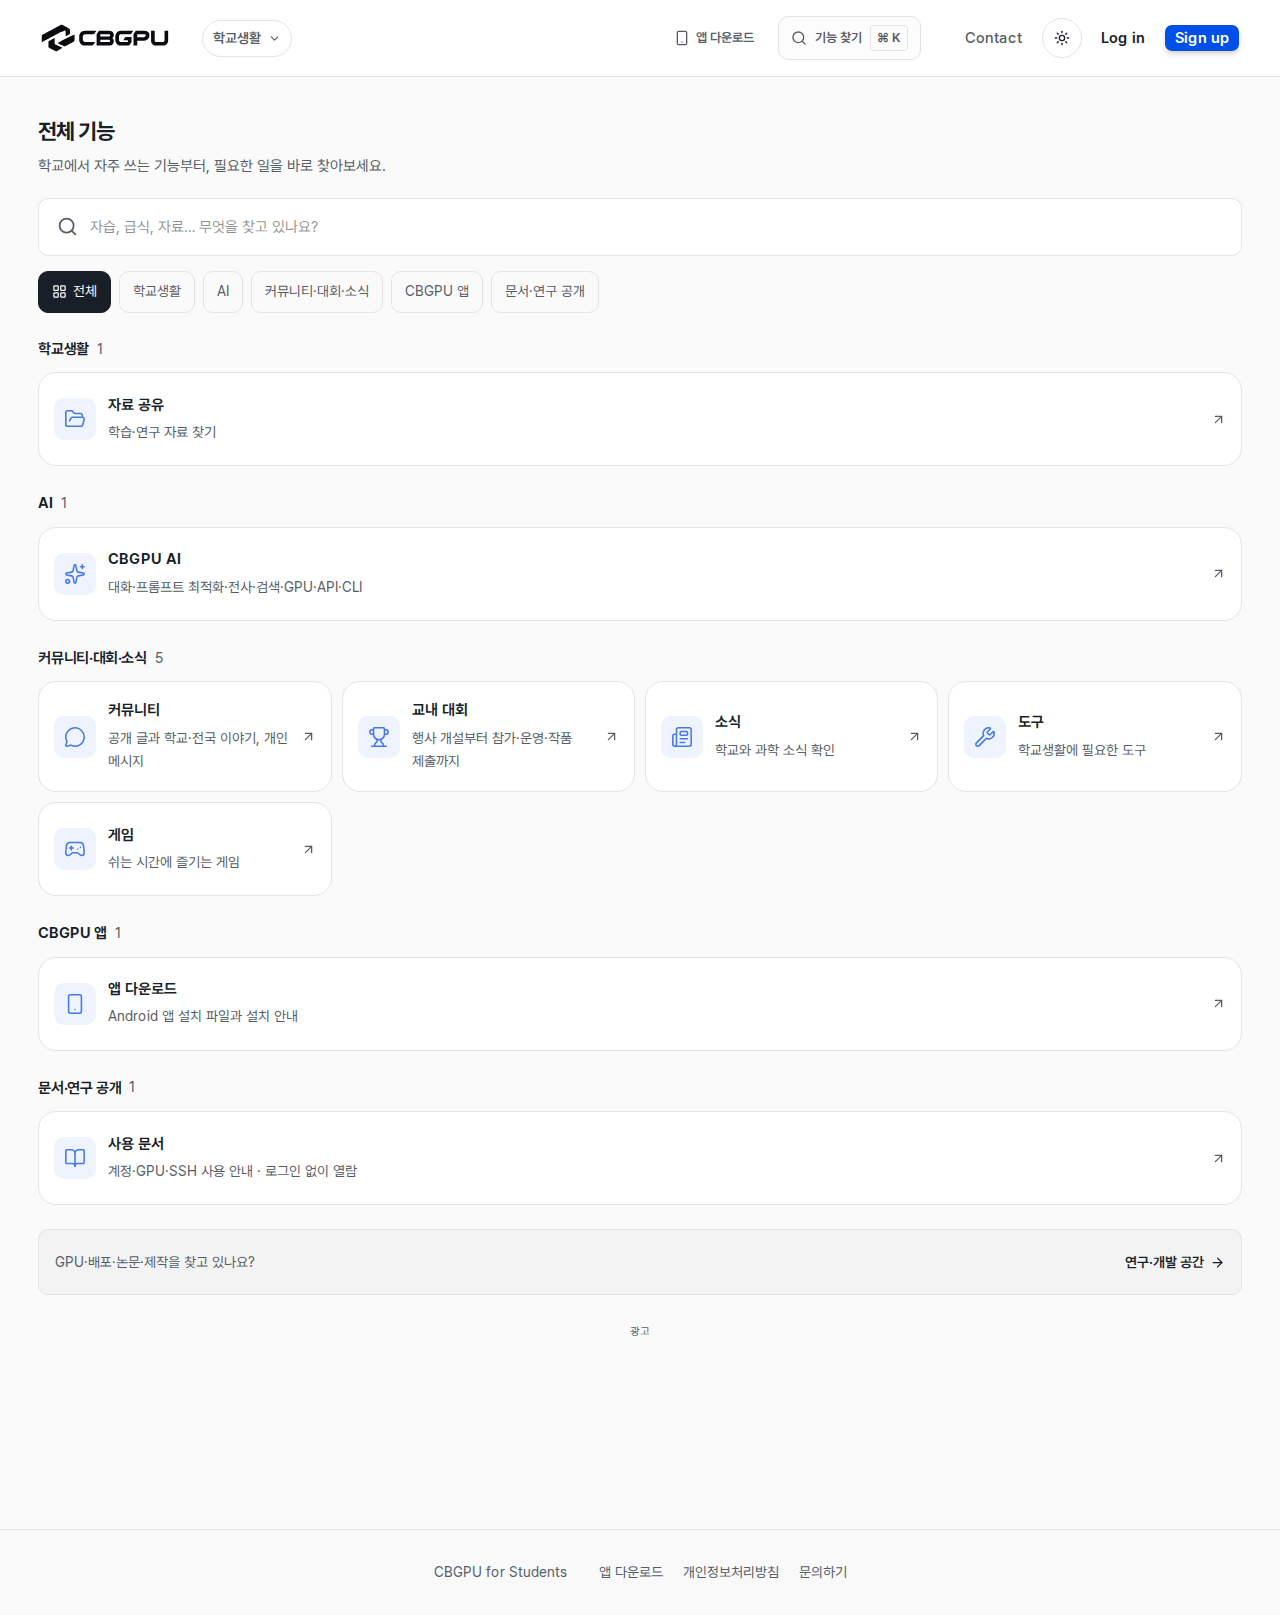 CBGPU
학교생활
앱 다운로드
기능 찾기 ⌘ K
Contact
Log in
Sign up
전체 기능
학교에서 자주 쓰는 기능부터, 필요한 일을 바로 찾아보세요.
자습, 급식, 자료... 무엇을 찾고 있나요?
전체
학교생활
AI
커뮤니티·대회·소식
CBGPU 앱
문서·연구 공개
학교생활 1
자료 공유
학습·연구 자료 찾기
AI 1
CBGPU AI
대화·프롬프트 최적화·전사·검색·GPU·API·CLI
커뮤니티·대회·소식 5
커뮤니티
공개 글과 학교·전국 이야기, 개인
메시지
교내 대회
행사 개설부터 참가·운영·작품
제출까지
소식
학교와 과학 소식 확인
도구
학교생활에 필요한 도구
게임
쉬는 시간에 즐기는 게임
CBGPU 앱 1
앱 다운로드
Android 앱 설치 파일과 설치 안내
문서·연구 공개 1
사용 문서
계정·GPU·SSH 사용 안내 · 로그인 없이 열람
GPU·배포·논문·제작을 찾고 있나요?
연구·개발 공간 →
광고
CBGPU for Students
앱 다운로드
개인정보처리방침
문의하기